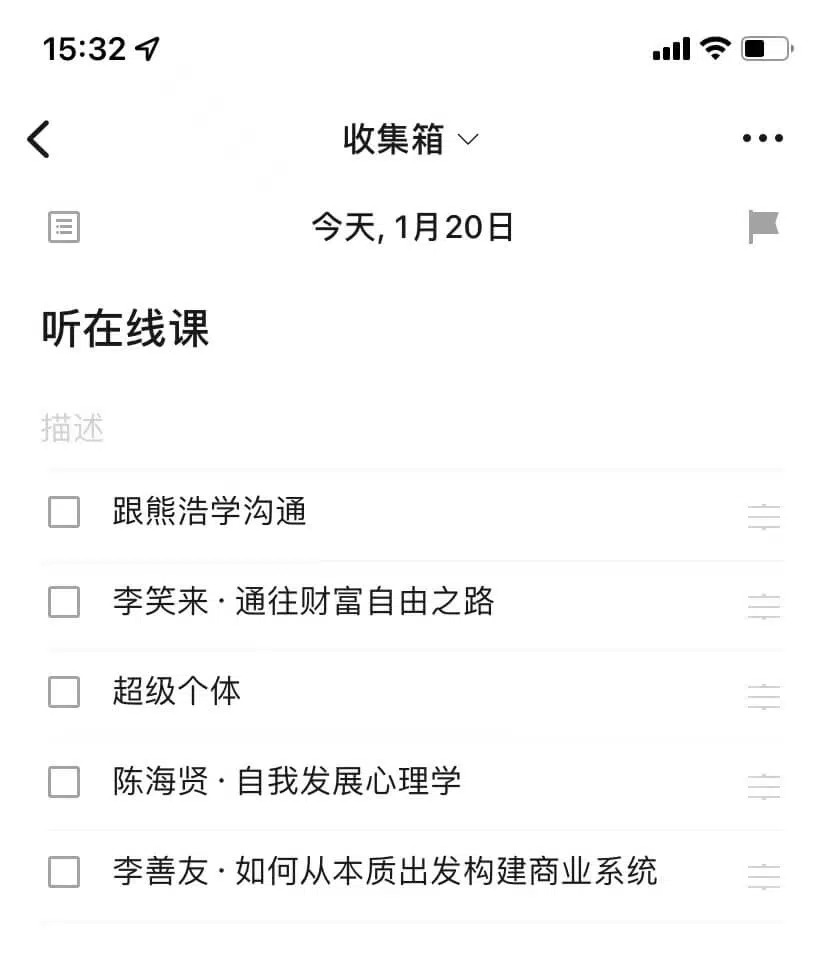 15:32
收集箱
今天, 1月20日
听在线课
描述
跟熊浩学沟通
李笑来·通往财富自由之路
超级个体
陈海贤·自我发展心理学
李善友·如何从本质出发构建商业系统